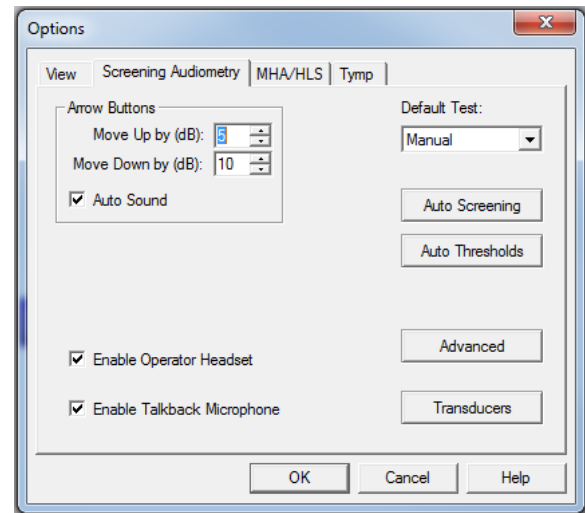 Options
View Screening Audiometry MHA/HLS Tymp
Arrow Buttons
Move Up by (dB): 5
Move Down by (dB): 10
Auto Sound
Default Test:
Manual
Auto Screening
Auto Thresholds
Advanced
Transducers
Enable Operator Headset
Enable Talkback Microphone
OK Cancel Help